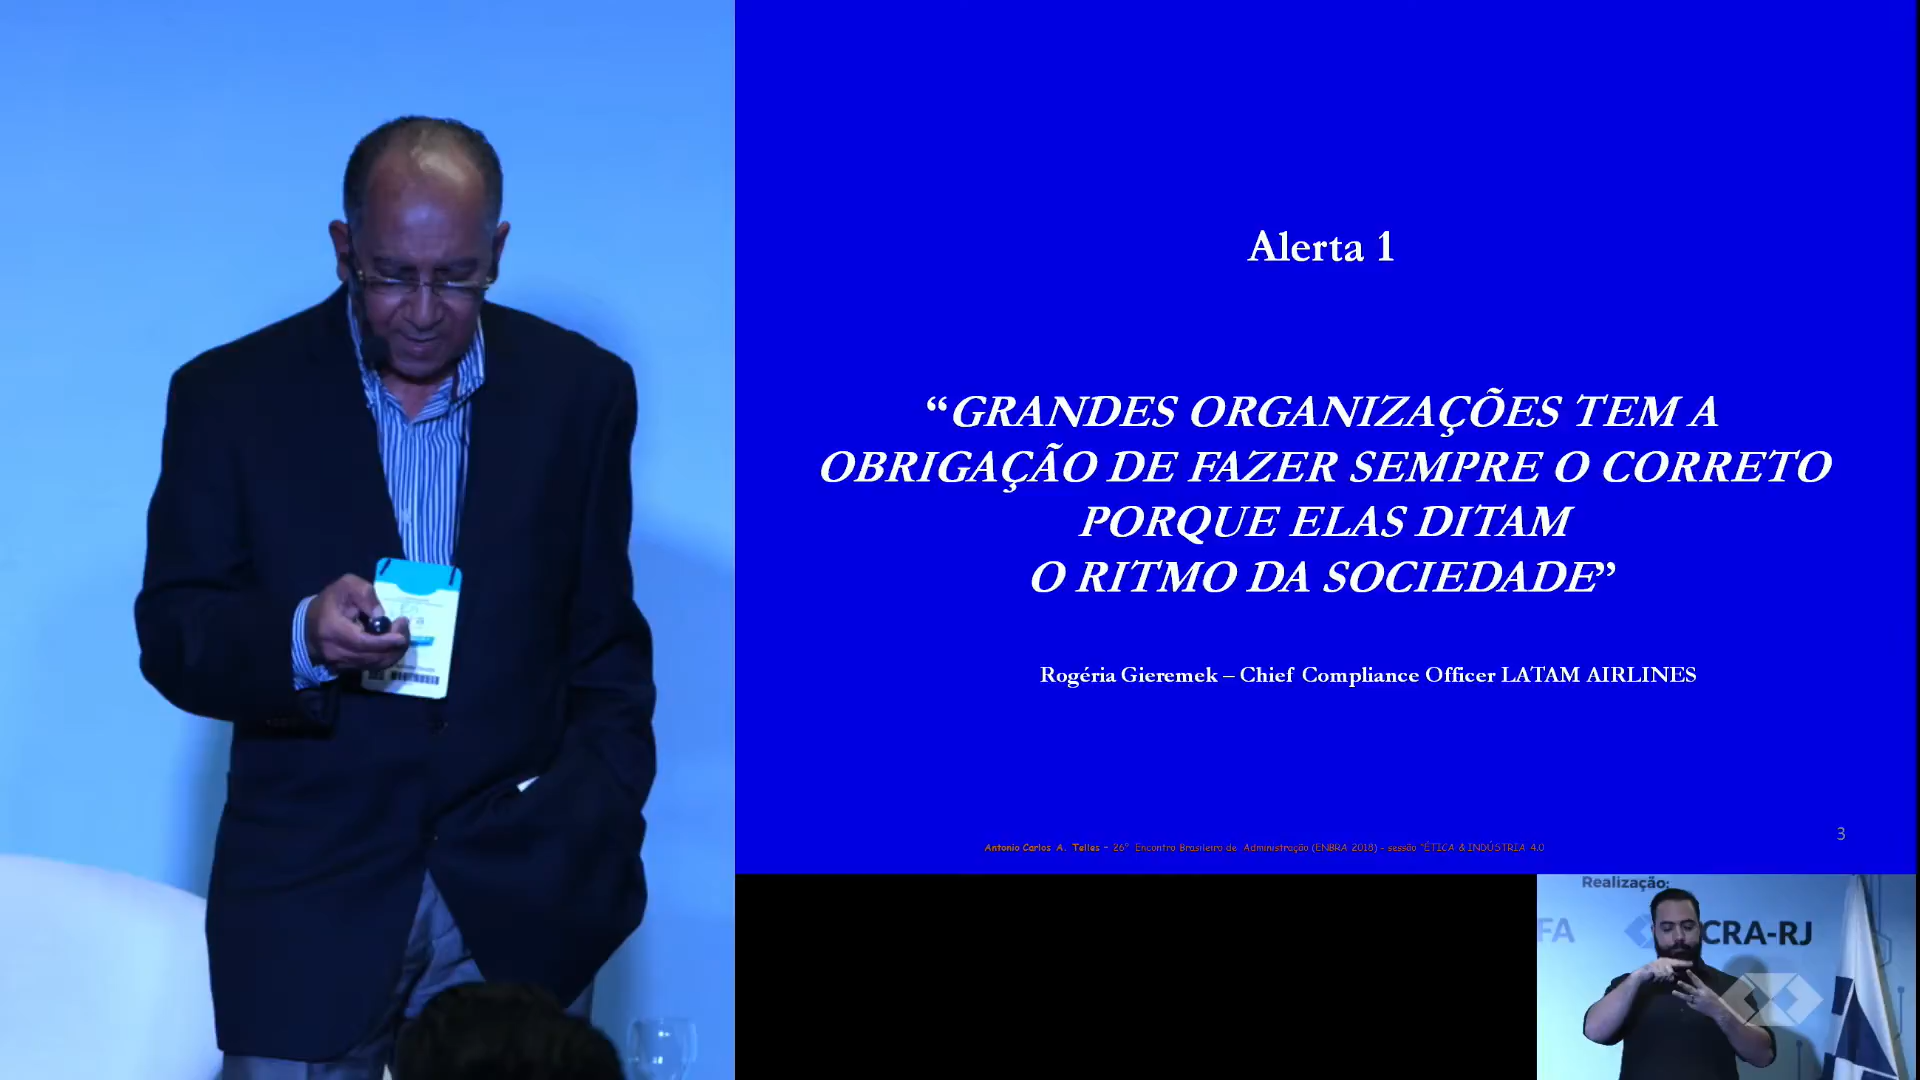 Alerta 1
“GRANDES ORGANIZAÇÕES TEM A
OBRIGAÇÃO DE FAZER SEMPRE O CORRETO
PORQUE ELAS DITAM
O RITMO DA SOCIEDADE”
Rogéria Gieremek – Chief Compliance Officer LATAM AIRLINES
3
Antonio Carlos A. Telles – 26º Encontro Brasileiro de Administração (ENBRA 2018) - sessão "ÉTICA & INDÚSTRIA 4.0
Realização:
FA
CRA-RJ